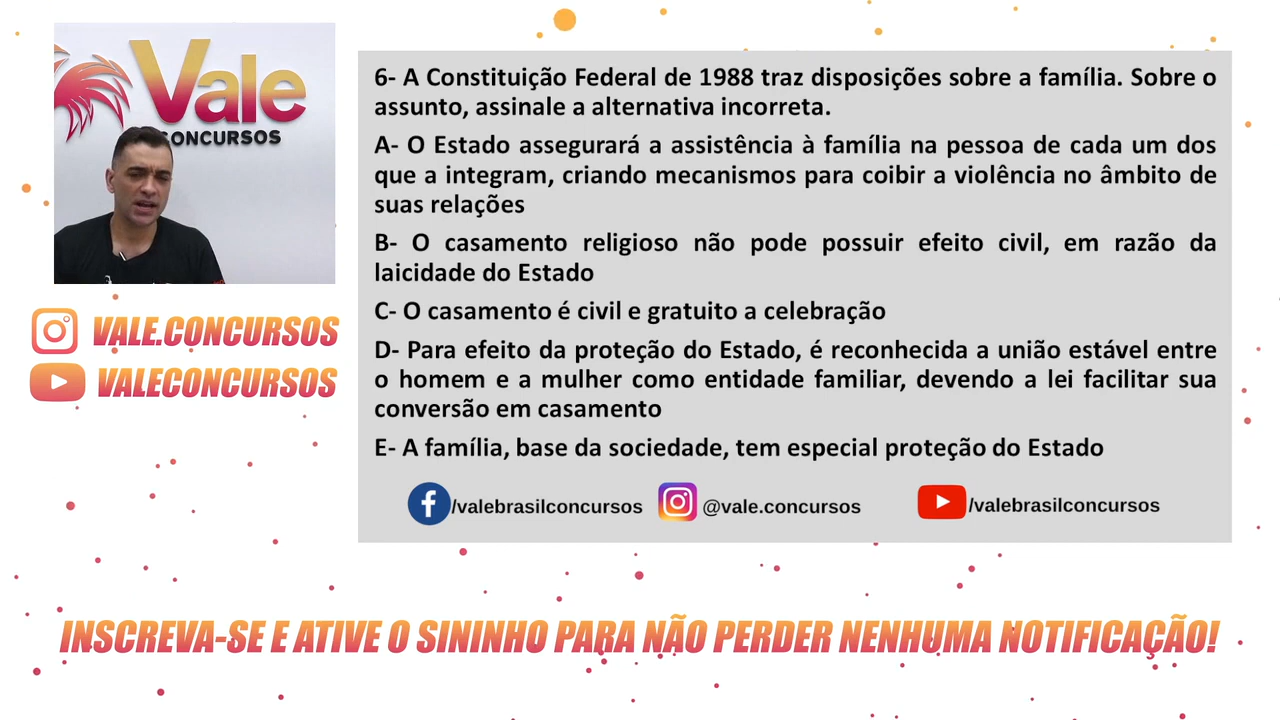 Vale
CONCURSOS
VALE.CONCURSOS
VALECONCURSOS
6- A Constituição Federal de 1988 traz disposições sobre a família. Sobre o
assunto, assinale a alternativa incorreta.
A- O Estado assegurará a assistência à família na pessoa de cada um dos
que a integram, criando mecanismos para coibir a violência no âmbito de
suas relações
B- O casamento religioso não pode possuir efeito civil, em razão da
laicidade do Estado
C- O casamento é civil e gratuito a celebração
D- Para efeito da proteção do Estado, é reconhecida a união estável entre
o homem e a mulher como entidade familiar, devendo a lei facilitar sua
conversão em casamento
E- A família, base da sociedade, tem especial proteção do Estado
/valebrasilconcursos @vale.concursos /valebrasilconcursos
INSCREVA-SE E ATIVE O SININHO PARA NÃO PERDER NENHUMA NOTIFICAÇÃO!